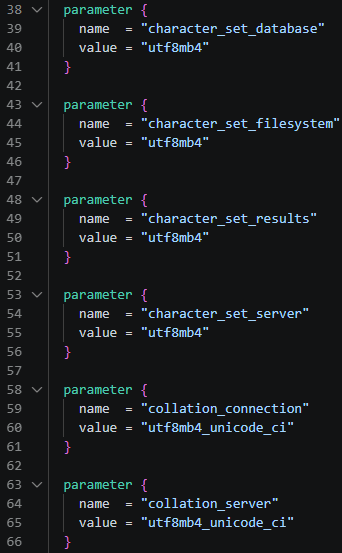 38 parameter {
39 name = "character_set_database"
40 value = "utf8mb4"
41 }
42
43 parameter {
44 name = "character_set_filesystem"
45 value = "utf8mb4"
46 }
47
48 parameter {
49 name = "character_set_results"
50 value = "utf8mb4"
51 }
52
53 parameter {
54 name = "character_set_server"
55 value = "utf8mb4"
56 }
57
58 parameter {
59 name = "collation_connection"
60 value = "utf8mb4_unicode_ci"
61 }
62
63 parameter {
64 name = "collation_server"
65 value = "utf8mb4_unicode_ci"
66 }